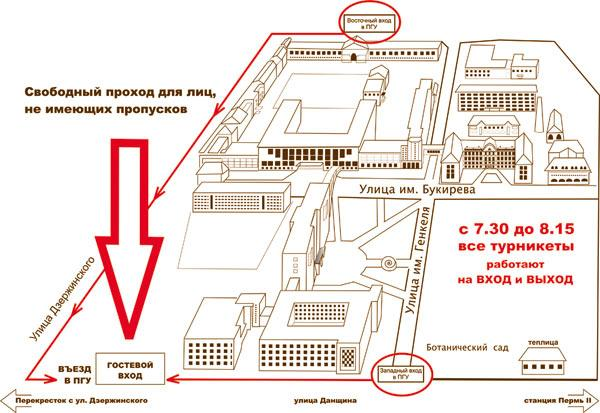 Восточный вход
в ПГУ
Свободный проход для лиц,
не имеющих пропусков
Улица им. Букирева
с 7.30 до 8.15
все турникеты
работают
на ВХОД и ВЫХОД
Улица им. Генкеля
Улица Дзержинского
Ботанический сад
теплица
ВЪЕЗД
в ПГУ
ГОСТЕВОЙ
ВХОД
Западный вход
в ПГУ
Перекресток с ул. Дзержинского
улица Данщина
станция Пермь II